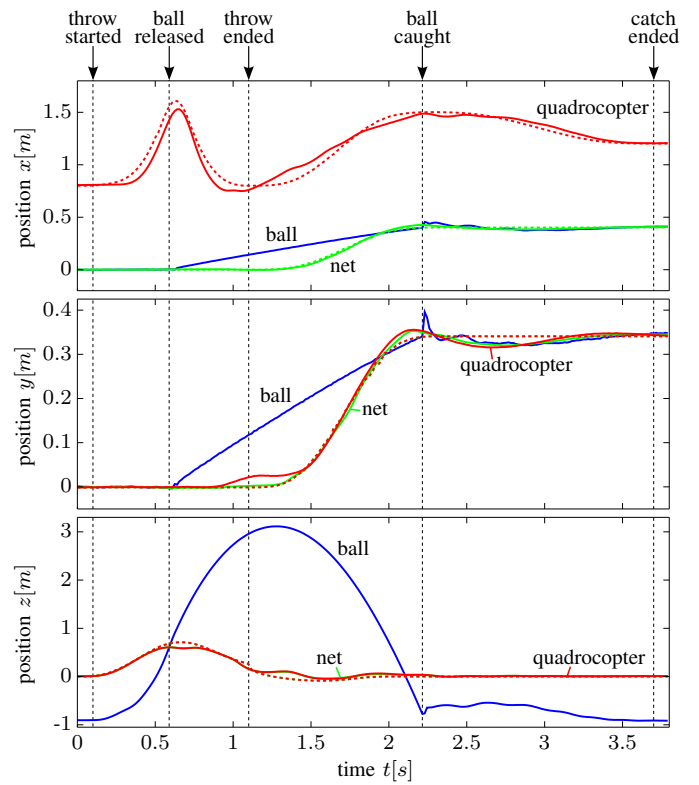 throw started
ball released
throw ended
ball caught
catch ended
position x[m]
1.5
1
0.5
0
quadrocopter
ball
net
position y[m]
0.4
0.3
0.2
0.1
0
quadrocopter
ball
net
position z[m]
3
2
1
0
-1
ball
net
quadrocopter
0 0.5 1 1.5 2 2.5 3 3.5
time t[s]